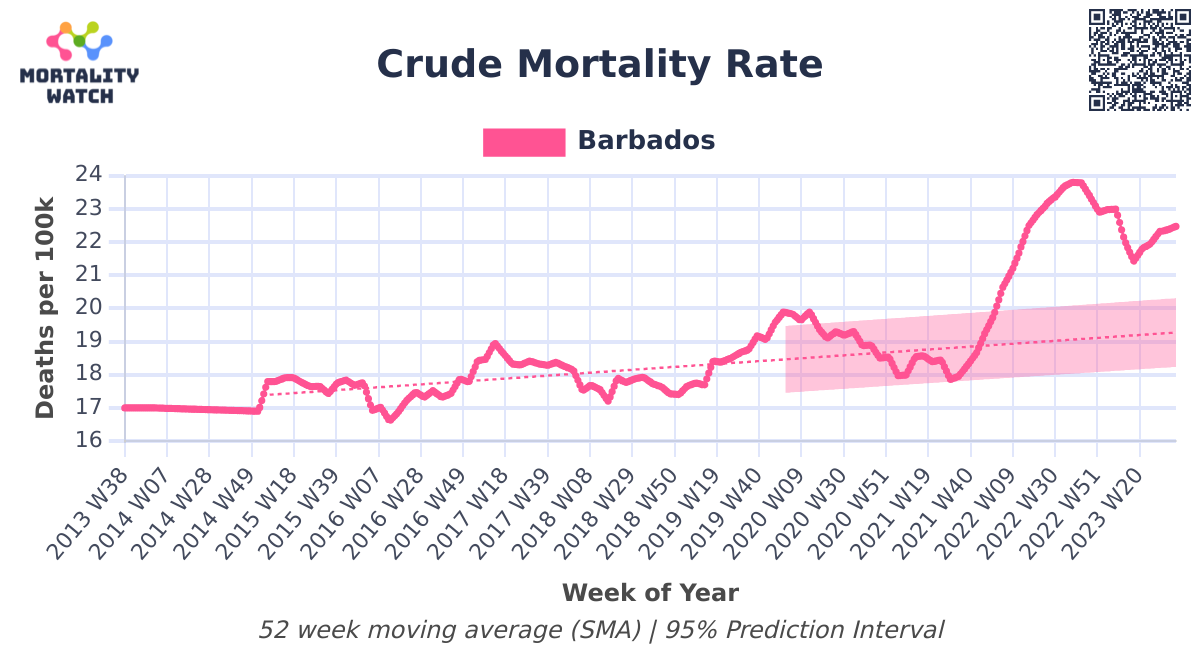 MORTALITY
WATCH
Crude Mortality Rate
Barbados
Deaths per 100k
24
23
22
21
20
19
18
17
16
2013 W38
2014 W07
2014 W28
2014 W49
2015 W18
2015 W39
2016 W07
2016 W28
2016 W49
2017 W18
2017 W39
2018 W08
2018 W29
2018 W50
2019 W19
2019 W40
2020 W09
2020 W30
2020 W51
2021 W19
2021 W40
2022 W09
2022 W30
2022 W51
2023 W20
Week of Year
52 week moving average (SMA) | 95% Prediction Interval